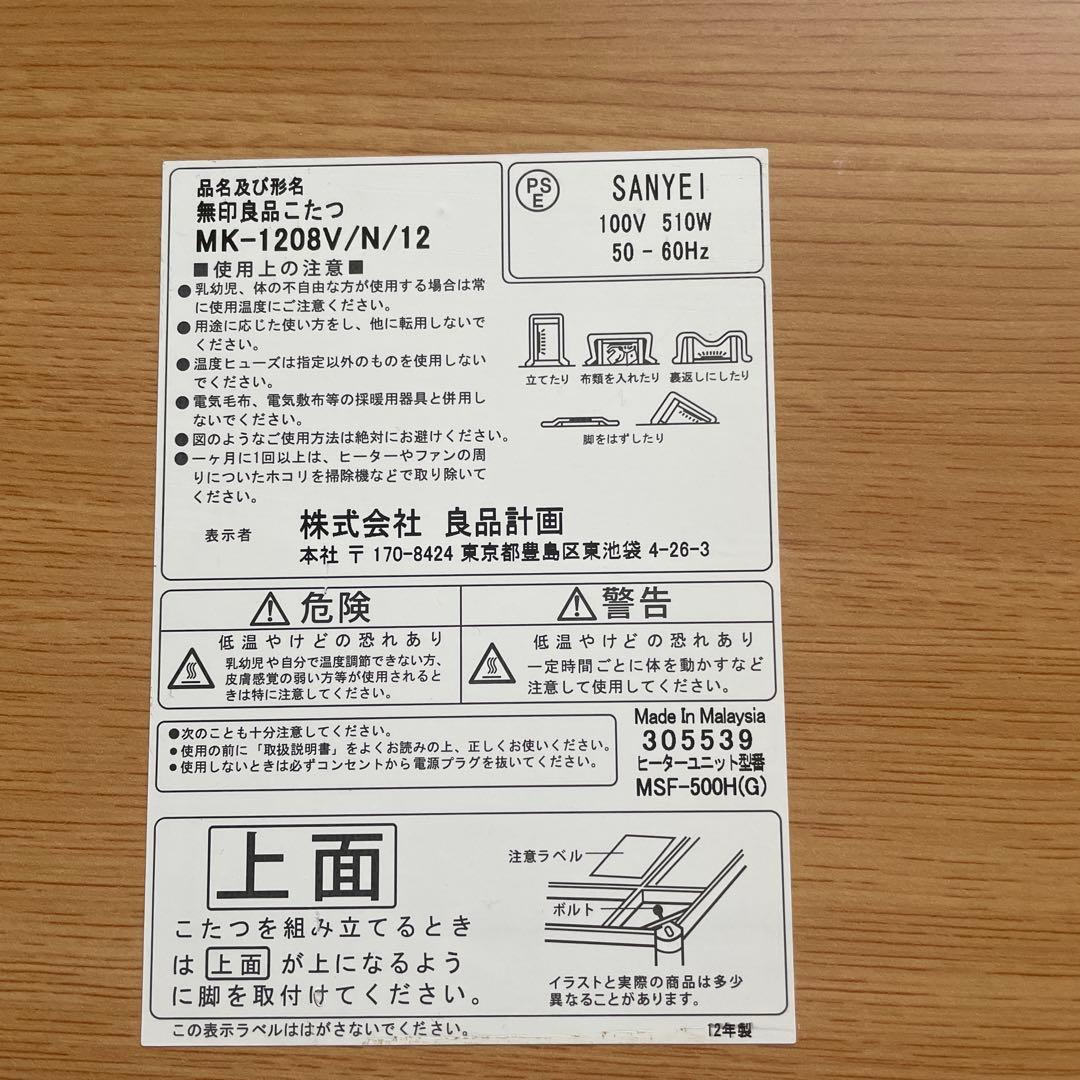 品名及び形名
無印良品こたつ
MK-1208V/N/12
■使用上の注意■
●乳幼児、体の不自由な方が使用する場合は常
に使用温度にご注意ください。
●用途に応じた使い方をし、他に転用しないで
ください。
●温度ヒューズは指定以外のものを使用しない
でください。
●電気毛布、電気敷布等の採暖用器具と併用し
ないでください。
●図のようなご使用方法は絶対にお避けください。
●一ヶ月に1回以上は、ヒーターやファンの周
りについたホコリを掃除機などで取り除いて
ください。
PS
E
SANYEI
100V 510W
50 - 60Hz
立てたり 布類を入れたり 裏返しにしたり
脚をはずしたり
表示者 株式会社 良品計画
本社 〒170-8424 東京都豊島区東池袋 4-26-3
⚠危険
低温やけどの恐れあり
乳幼児や自分で温度調節できない方、
皮膚感覚の弱い方等が使用されると
きは特に注意してください。
⚠警告
低温やけどの恐れあり
一定時間ごとに体を動かすなど
注意して使用してください。
●次のことも十分注意してください。
●使用の前に「取扱説明書」をよくお読みの上、正しくお使いください。
●使用しないときは必ずコンセントから電源プラグを抜いてください。
Made In Malaysia
305539
ヒーターユニット型番
MSF-500H(G)
上面
こたつを組み立てるとき
は 上面 が上になるよう
に脚を取付けてください。
注意ラベル
ボルト
イラストと実際の商品は多少
異なることがあります。
この表示ラベルははがさないでください。
12年製